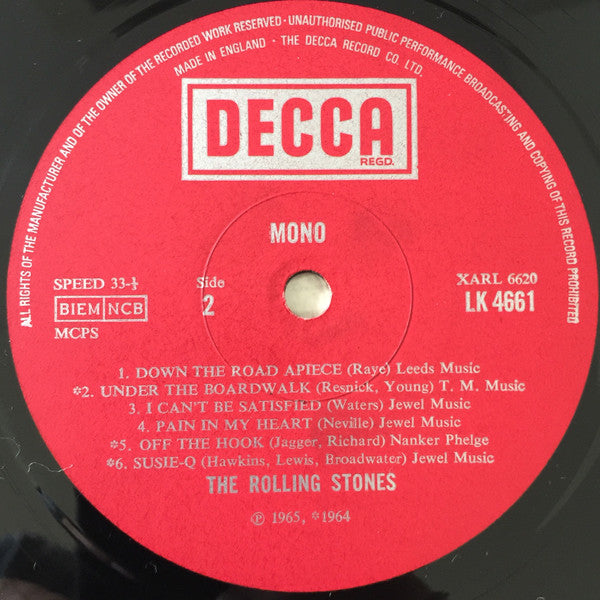 ALL RIGHTS OF THE MANUFACTURER AND OF THE OWNER OF THE RECORDED WORK RESERVED · UNAUTHORISED PUBLIC PERFORMANCE BROADCASTING AND COPYING OF THIS RECORD PROHIBITED
MADE IN ENGLAND · THE DECCA RECORD CO. LTD.
DECCA
REGD.
MONO
SPEED 33-⅓ Side XARL 6620
BIEM NCB 2 LK 4661
MCPS
1. DOWN THE ROAD APIECE (Raye) Leeds Music
*2. UNDER THE BOARDWALK (Resnick, Young) T. M. Music
3. I CAN'T BE SATISFIED (Waters) Jewel Music
4. PAIN IN MY HEART (Neville) Jewel Music
*5. OFF THE HOOK (Jagger, Richard) Nanker Phelge
*6. SUSIE-Q (Hawkins, Lewis, Broadwater) Jewel Music
THE ROLLING STONES
℗ 1965, *1964